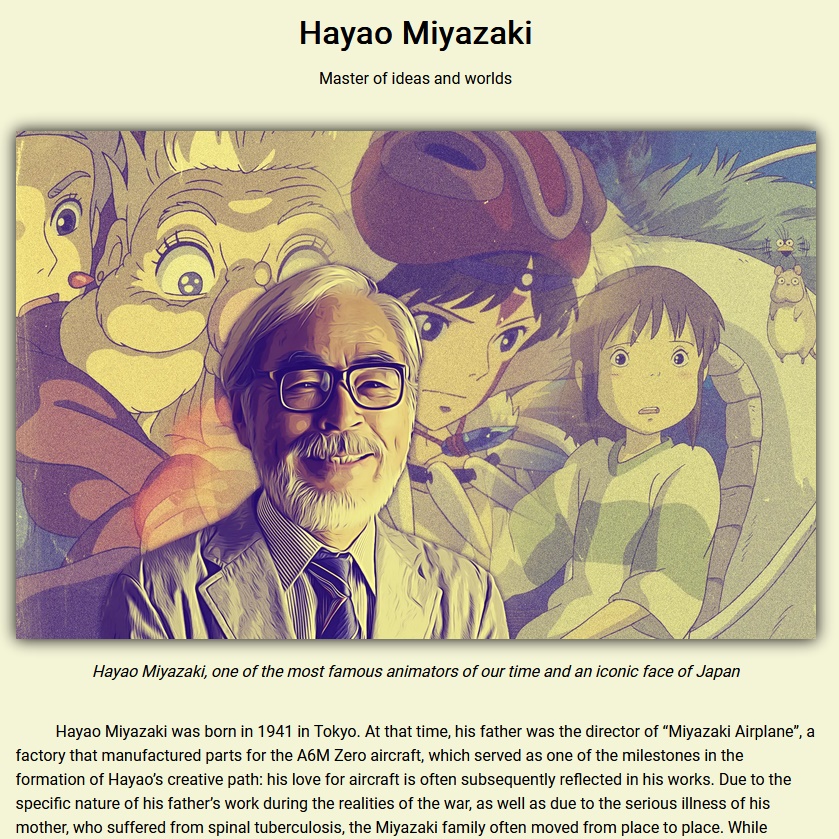 Hayao Miyazaki
Master of ideas and worlds
Hayao Miyazaki, one of the most famous animators of our time and an iconic face of Japan
Hayao Miyazaki was born in 1941 in Tokyo. At that time, his father was the director of “Miyazaki Airplane”, a
factory that manufactured parts for the A6M Zero aircraft, which served as one of the milestones in the
formation of Hayao’s creative path: his love for aircraft is often subsequently reflected in his works. Due to the
specific nature of his father’s work during the realities of the war, as well as due to the serious illness of his
mother, who suffered from spinal tuberculosis, the Miyazaki family often moved from place to place. While